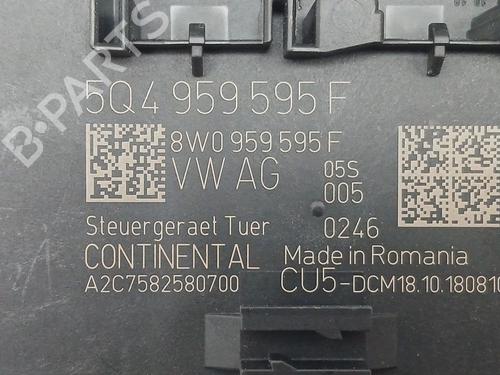 5Q4 959 595 F
8W0 959 595 F
VW AG
05S
005
Steuergeraet Tuer
0246
CONTINENTAL
Made in Romania
A2C7582580700
CU5-DCM18.10.180810
B-PARTS